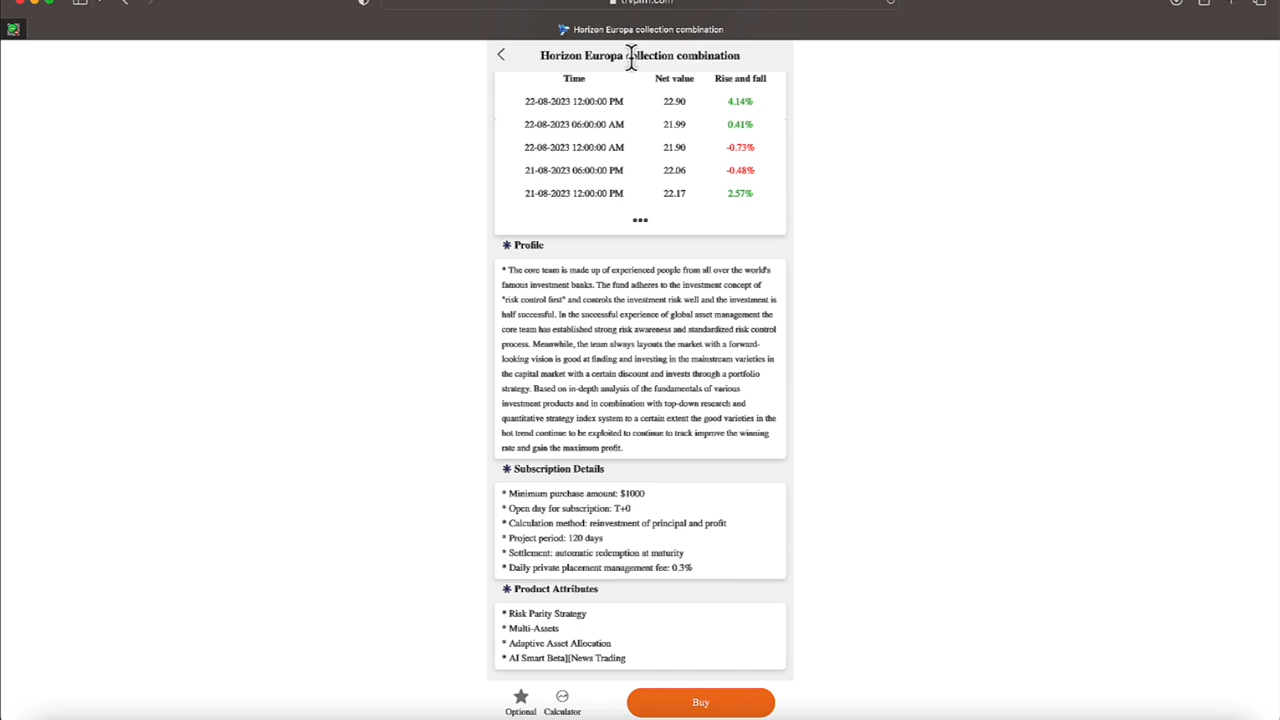 Horizon Europa collection combination
Horizon Europa collection combination
Time Net value Rise and fall
22-08-2023 12:00:00 PM 22.90 4.14%
22-08-2023 06:00:00 AM 21.99 0.41%
22-08-2023 12:00:00 AM 21.90 -0.73%
21-08-2023 06:00:00 PM 22.06 -0.48%
21-08-2023 12:00:00 PM 22.17 2.57%
•••
Profile
* The core team is made up of experienced people from all over the world's
famous investment banks. The fund adheres to the investment concept of
"risk control first" and controls the investment risk well and the investment is
half successful. In the successful experience of global asset management the
core team has established strong risk awareness and standardized risk control
process. Meanwhile, the team always layouts the market with a forward-
looking vision is good at finding and investing in the mainstream varieties in
the capital market with a certain discount and invests through a portfolio
strategy. Based on in-depth analysis of the fundamentals of various
investment products and in combination with top-down research and
quantitative strategy index system to a certain extent the good varieties in the
hot trend continue to be exploited to continue to track improve the winning
rate and gain the maximum profit.
Subscription Details
* Minimum purchase amount: $1000
* Open day for subscription: T+0
* Calculation method: reinvestment of principal and profit
* Project period: 120 days
* Settlement: automatic redemption at maturity
* Daily private placement management fee: 0.3%
Product Attributes
* Risk Parity Strategy
* Multi-Assets
* Adaptive Asset Allocation
* AI Smart Beta][News Trading
Optional Calculator Buy